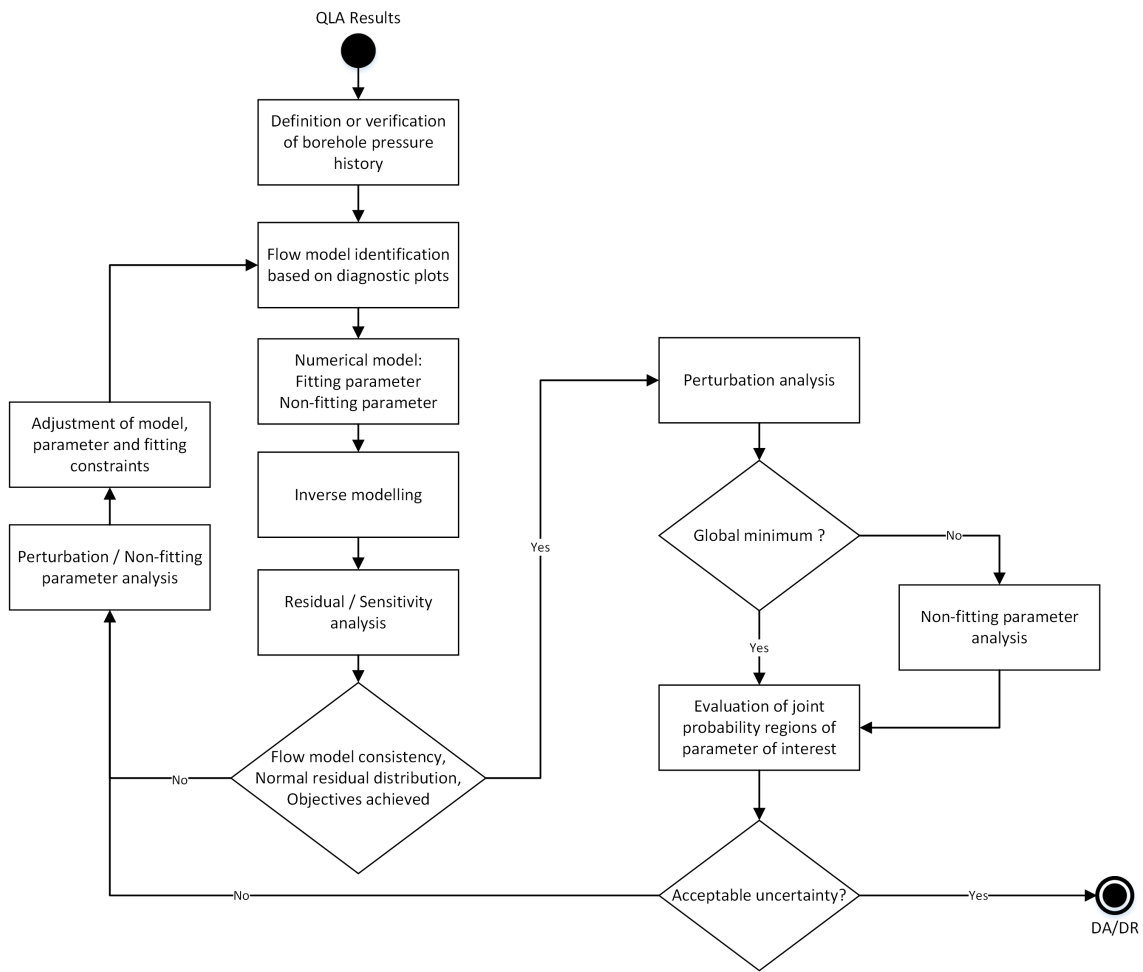 QLA Results
Definition or verification
of borehole pressure
history
Flow model identification
based on diagnostic plots
Numerical model:
Fitting parameter
Non-fitting parameter
Inverse modelling
Residual / Sensitivity
analysis
Flow model consistency,
Normal residual distribution,
Objectives achieved
No
Perturbation / Non-fitting
parameter analysis
Adjustment of model,
parameter and fitting
constraints
Yes
Perturbation analysis
Global minimum ?
No
Non-fitting parameter
analysis
Yes
Evaluation of joint
probability regions of
parameter of interest
Acceptable uncertainty?
No
Yes
DA/DR